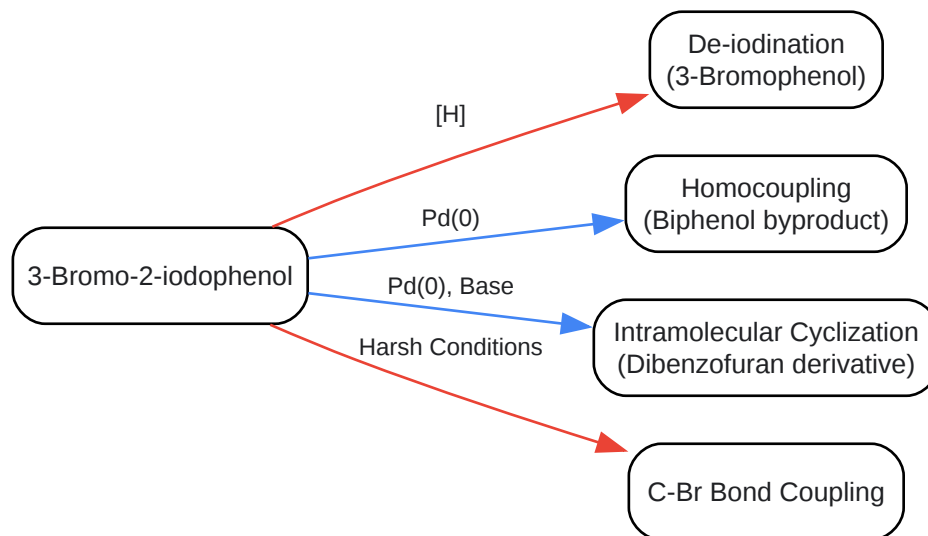 De-iodination
(3-Bromophenol)
[H]
Homocoupling
(Biphenol byproduct)
Pd(0)
3-Bromo-2-iodophenol
Pd(0), Base
Intramolecular Cyclization
(Dibenzofuran derivative)
Harsh Conditions
C-Br Bond Coupling